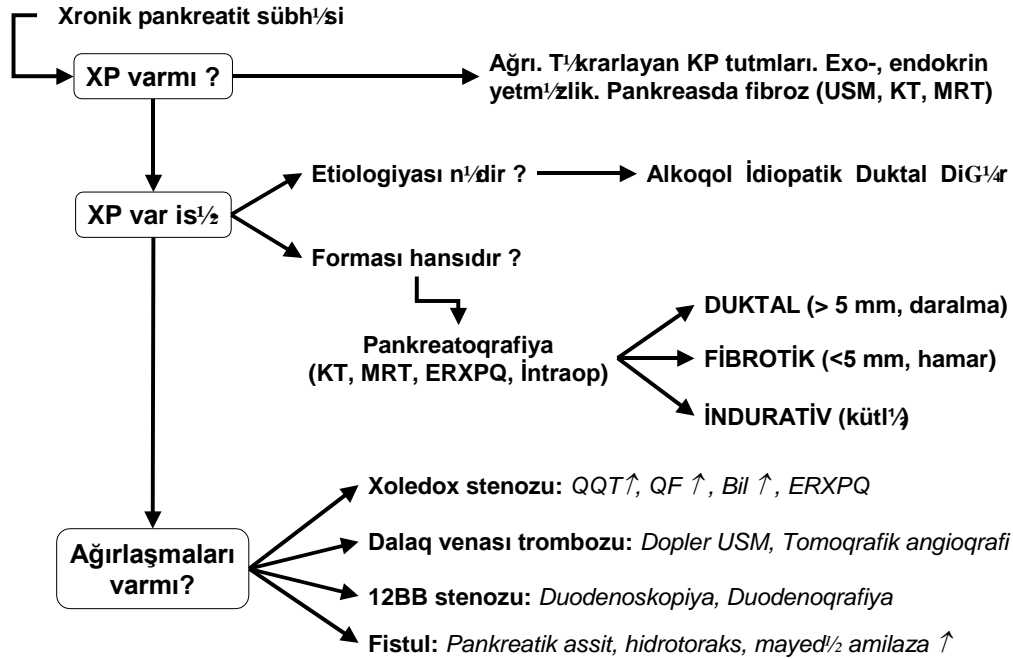 Xronik pankreatit sübh½si
XP varmı ?
Ağrı. T½krarlayan KP tutmları. Exo-, endokrin
yetm½zlik. Pankreasda fibroz (USM, KT, MRT)
Etiologiyası n½dir ?
Alkoqol İdiopatik Duktal DiG¼r
XP var is½
Forması hansıdır ?
Pankreatoqrafiya
(KT, MRT, ERXPQ, İntraop)
DUKTAL (> 5 mm, daralma)
FİBROTİK (<5 mm, hamar)
İNDURATİV (kütl½)
Ağırlaşmaları
varmı?
Xoledox stenozu: QQT↑, QF ↑, Bil ↑, ERXPQ
Dalaq venası trombozu: Dopler USM, Tomoqrafik angioqrafi
12BB stenozu: Duodenoskopiya, Duodenoqrafiya
Fistul: Pankreatik assit, hidrotoraks, mayed½ amilaza ↑